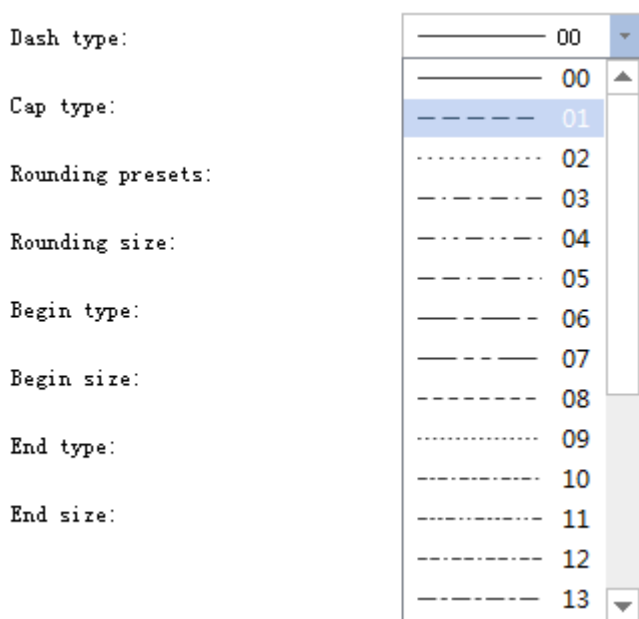 Dash type:
00
00
Cap type:
01
02
Rounding presets:
03
Rounding size:
04
05
Begin type:
06
07
Begin size:
08
End type:
09
10
End size:
11
12
13